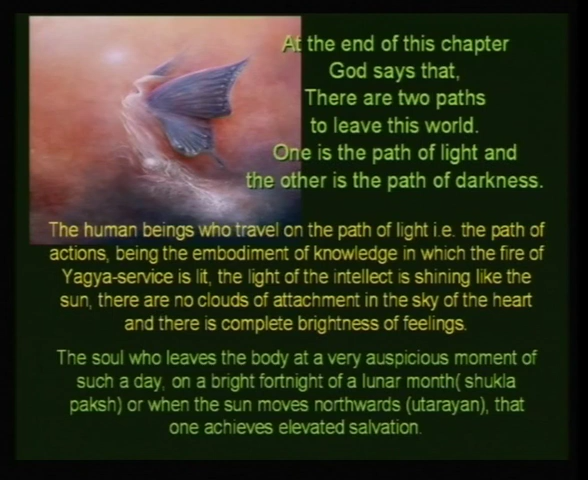 At the end of this chapter
God says that,
There are two paths
to leave this world.
One is the path of light and
the other is the path of darkness.
The human beings who travel on the path of light i.e. the path of
actions, being the embodiment of knowledge in which the fire of
Yagya-service is lit, the light of the intellect is shining like the
sun, there are no clouds of attachment in the sky of the heart
and there is complete brightness of feelings.
The soul who leaves the body at a very auspicious moment of
such a day, on a bright fortnight of a lunar month( shukla
paksh) or when the sun moves northwards (utarayan), that
one achieves elevated salvation.